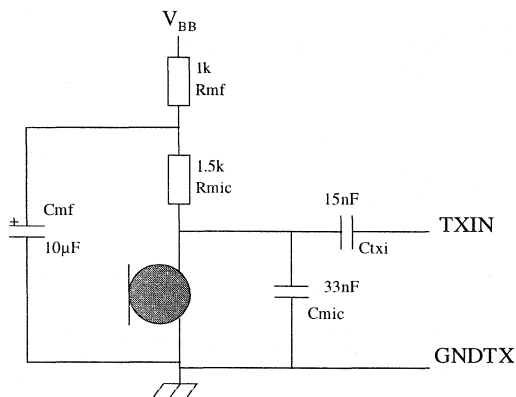 V_BB
1k
Rmf
1.5k
Rmic
15nF
TXIN
Ctxi
+
Cmf
10µF
33nF
Cmic
GNDTX